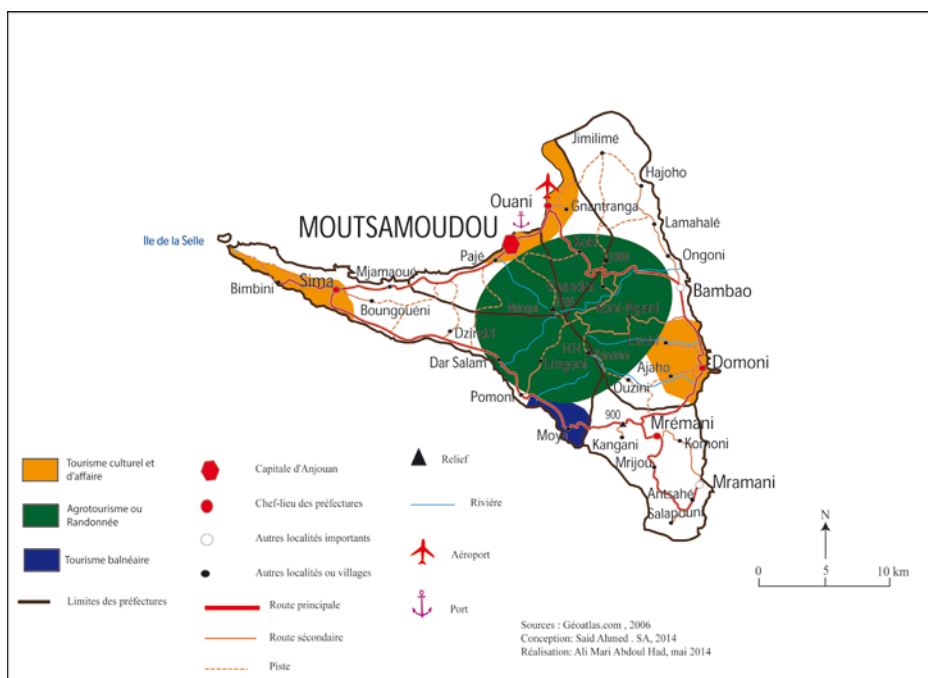 Jimilimé
Hajoho
Ouani
Gnantranga
MOUTSAMOUDOU
Lamahalé
Ile de la Selle
Pajé
Ongoni
Mjamaoué
Sima
Bimbini
Bambao
Boungouéni
Dzindri
Dar Salam
Lingoni
Ajaho
Domoni
Ouzini
Pomoni
900
Mrémani
Moya
Kangani
Komoni
Mrijou
Mramani
Antsahé
Salapouni
Tourisme culturel et
d'affaire
Agrotourisme ou
Randonnée
Tourisme balnéaire
Limites des préfectures
Capitale d'Anjouan
Chef-lieu des préfectures
Autres localités importants
Autres localités ou villages
Route principale
Route sécondaire
Piste
Relief
Riviére
Aéroport
Port
N
0 5 10 km
Sources : Géoatlas.com , 2006
Conception: Said Ahmed . SA, 2014
Réalisation: Ali Mari Abdoul Had, mai 2014